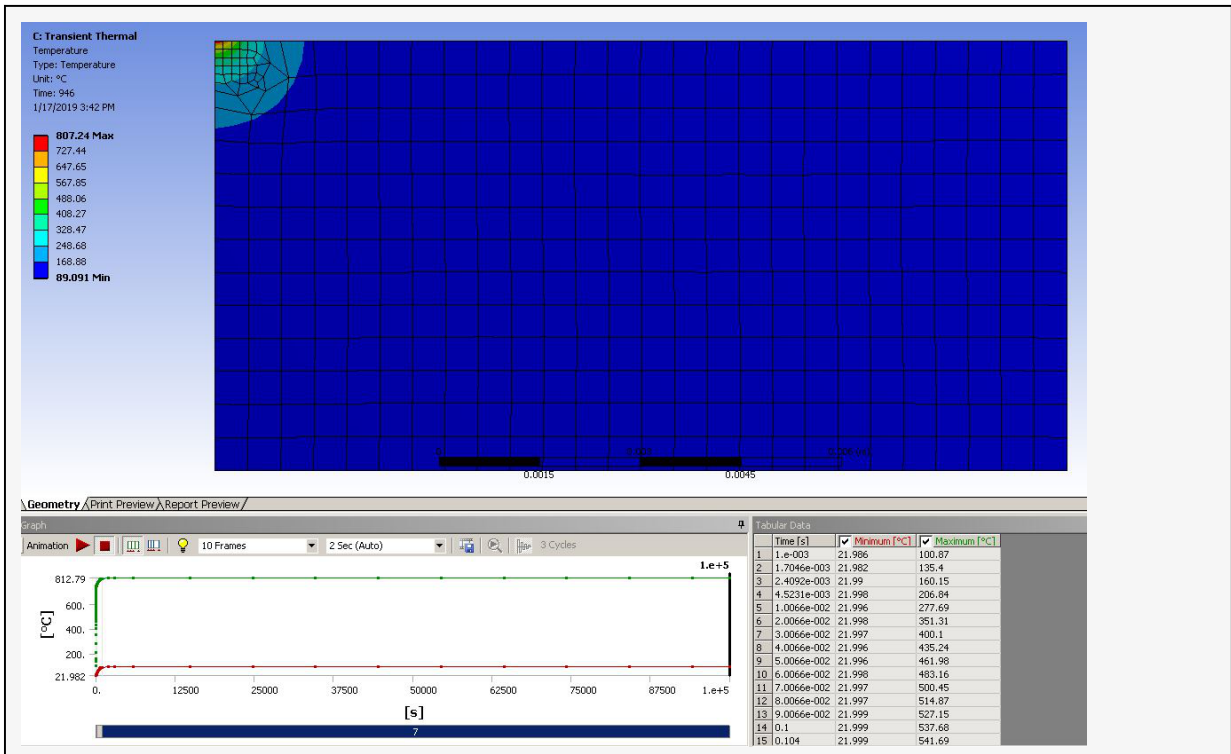 C: Transient Thermal
Temperature
Type: Temperature
Unit: °C
Time: 946
1/17/2019 3:42 PM
807.24 Max
727.44
647.65
567.85
488.06
408.27
328.47
248.68
168.88
89.091 Min
0.0015
0.0045
Geometry Print Preview Report Preview
Graph
Animation 10 Frames 2 Sec (Auto) 3 Cycles
1.e+5
812.79
600.
400.
200.
21.982
[°C]
0. 12500 25000 37500 50000 62500 75000 87500 1.e+5
[s]
7
Tabular Data
Time [s] Minimum [°C] Maximum [°C]
1 1.e-003 21.986 100.87
2 1.7046e-003 21.982 135.4
3 2.4092e-003 21.99 160.15
4 4.5231e-003 21.998 206.84
5 1.0066e-002 21.996 277.69
6 2.0066e-002 21.998 351.31
7 3.0066e-002 21.997 400.1
8 4.0066e-002 21.996 435.24
9 5.0066e-002 21.996 461.98
10 6.0066e-002 21.998 483.16
11 7.0066e-002 21.997 500.45
12 8.0066e-002 21.997 514.87
13 9.0066e-002 21.999 527.15
14 0.1 21.999 537.68
15 0.104 21.999 541.69